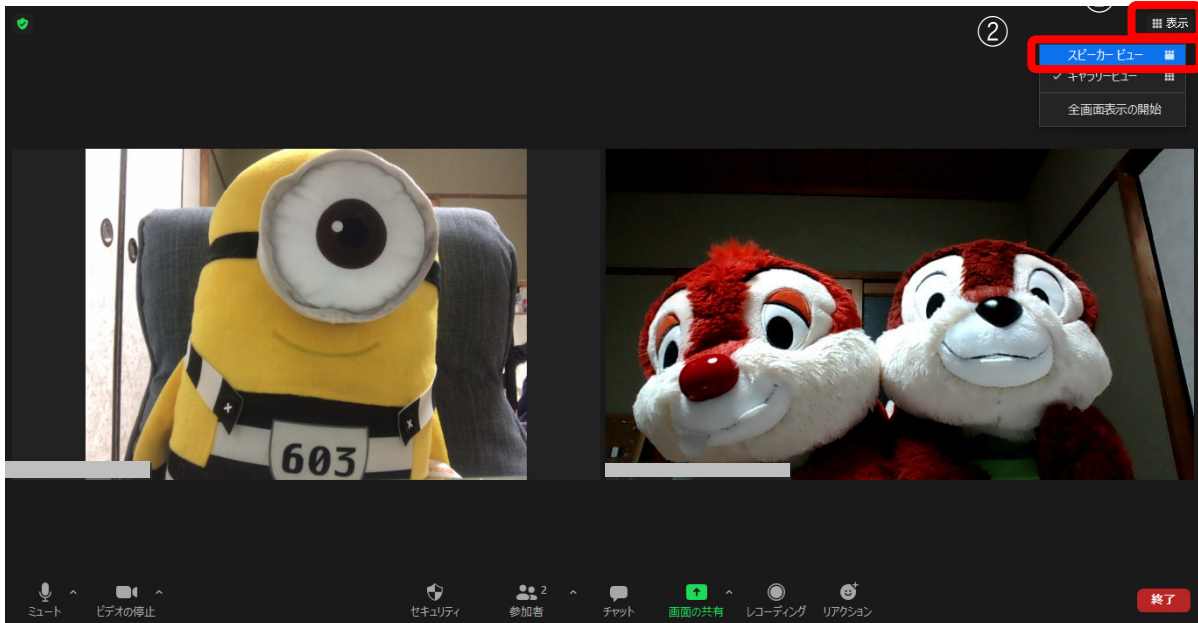 ②
表示
スピーカー ビュー
✓ ギャラリービュー
全画面表示の開始
603
ミュート
ビデオの停止
セキュリティ
参加者
2
チャット
画面の共有
レコーディング
リアクション
終了